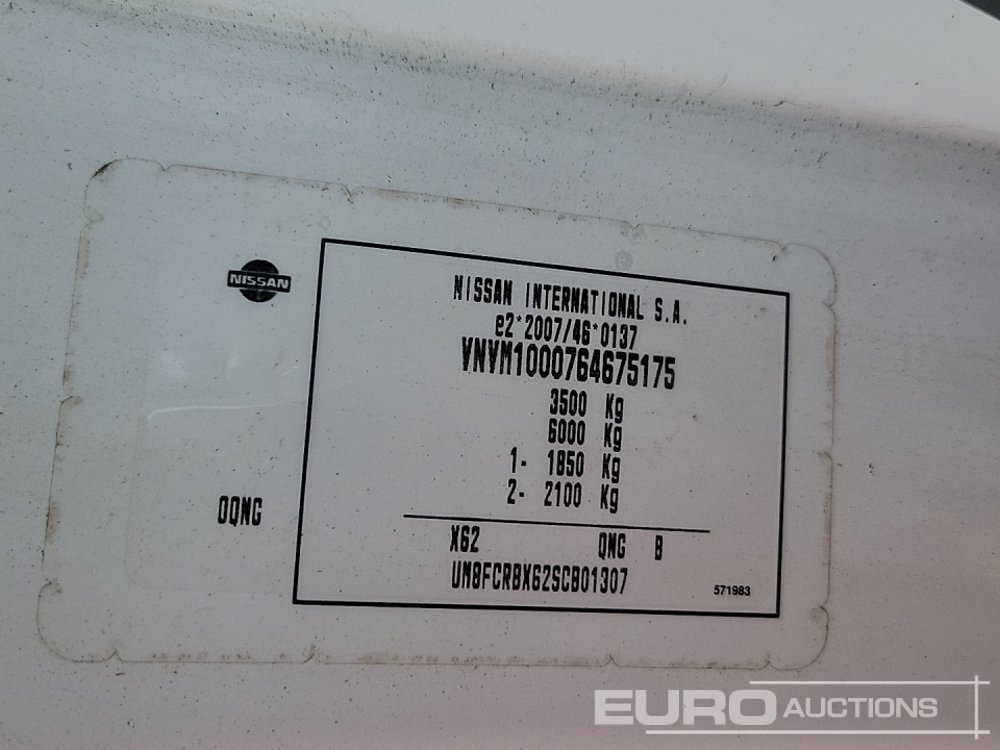 NISSAN
NISSAN INTERNATIONAL S.A.
e2*2007/46*0137
VNVM1000764675175
3500 Kg
6000 Kg
1- 1850 Kg
2- 2100 Kg
OQNG
X62 QNG B
UM8FCRBX62SCB01307
571983
EURO AUCTIONS